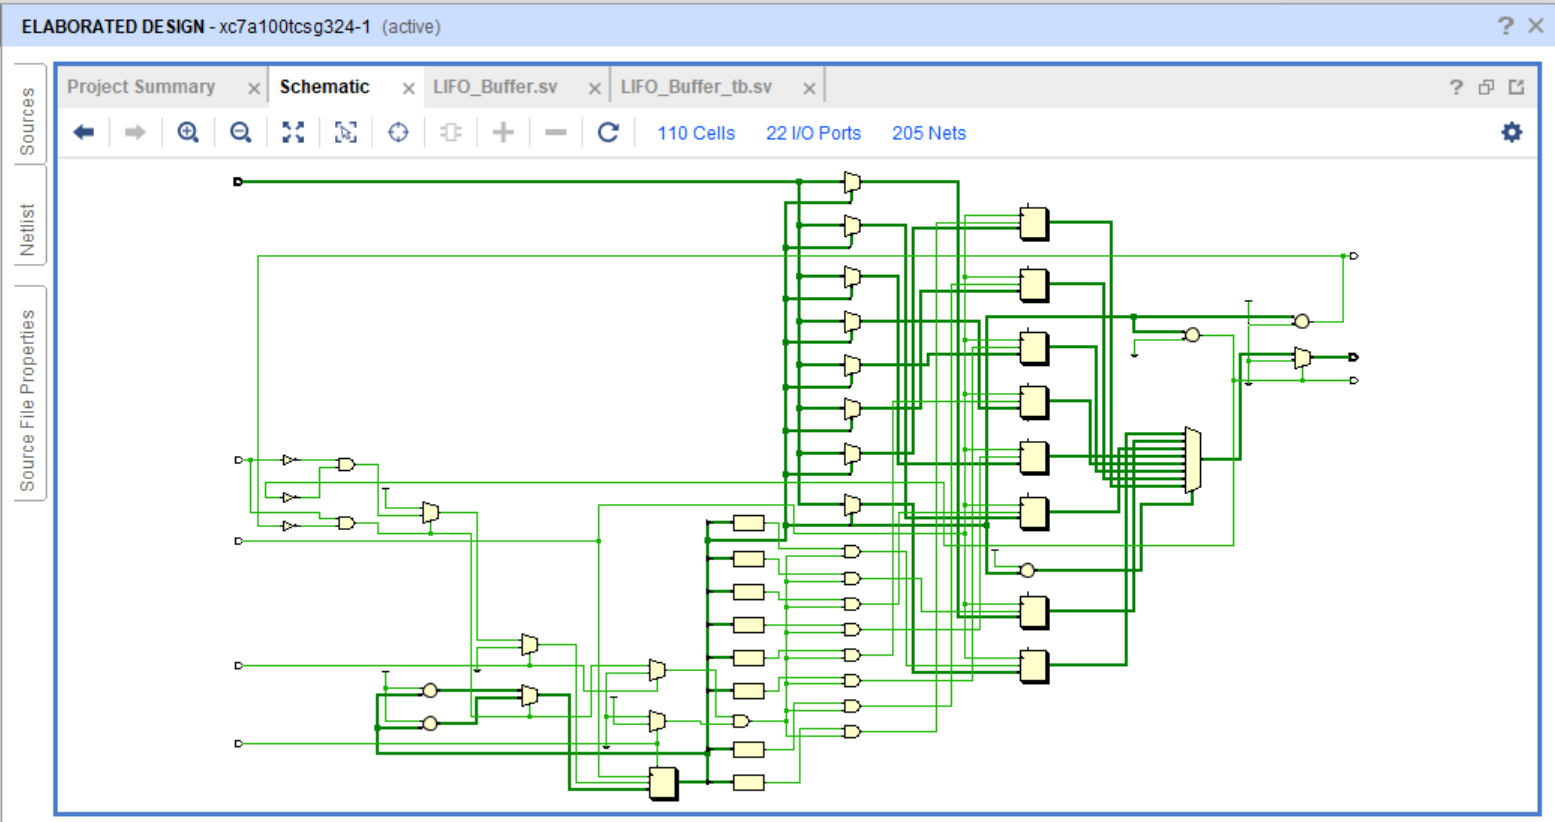 ELABORATED DESIGN - xc7a100tcsg324-1 (active) ? ×
Sources
Netlist
Source File Properties
Project Summary × Schematic × LIFO_Buffer.sv × LIFO_Buffer_tb.sv × ?
110 Cells 22 I/O Ports 205 Nets